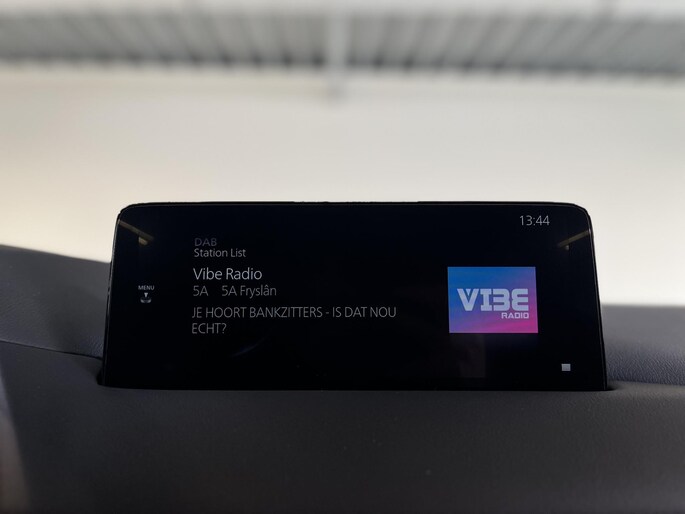 13:44
DAB
Station List
MENU
Vibe Radio
5A 5A Fryslân
JE HOORT BANKZITTERS - IS DAT NOU
ECHT?
VIBE
RADIO